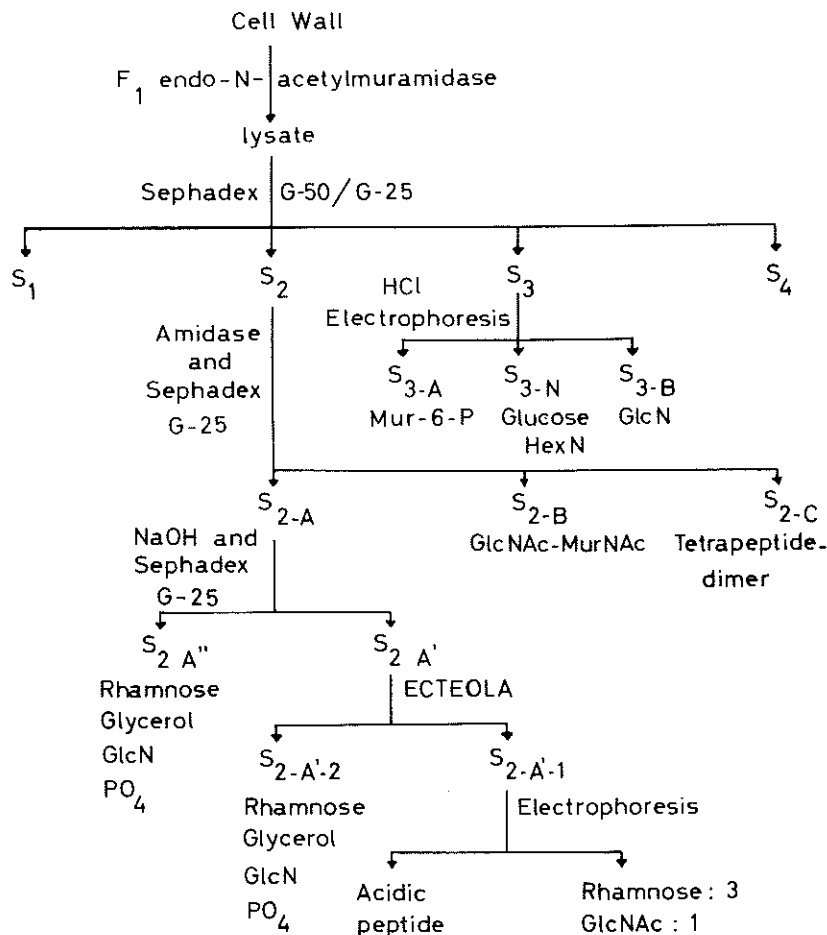 Cell Wall
F1 endo-N- acetylmuramidase
lysate
Sephadex G-50/G-25
S1 S2 S3 S4
HCl
Electrophoresis
Amidase
and
Sephadex
G-25
S3-A S3-N S3-B
Mur-6-P Glucose GlcN
HexN
S2-A S2-B S2-C
GlcNAc-MurNAc Tetrapeptide-
dimer
NaOH and
Sephadex
G-25
S2 A" S2 A'
Rhamnose
Glycerol
GlcN
PO4
ECTEOLA
S2-A'-2 S2-A'-1
Rhamnose
Glycerol
GlcN
PO4
Electrophoresis
Acidic
peptide
Rhamnose : 3
GlcNAc : 1